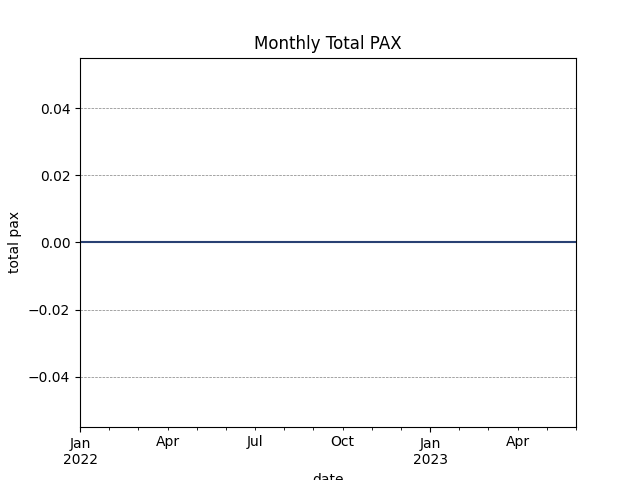 Monthly Total PAX
0.04
0.02
0.00
−0.02
−0.04
total pax
Jan Apr Jul Oct Jan Apr
2022 2023
date